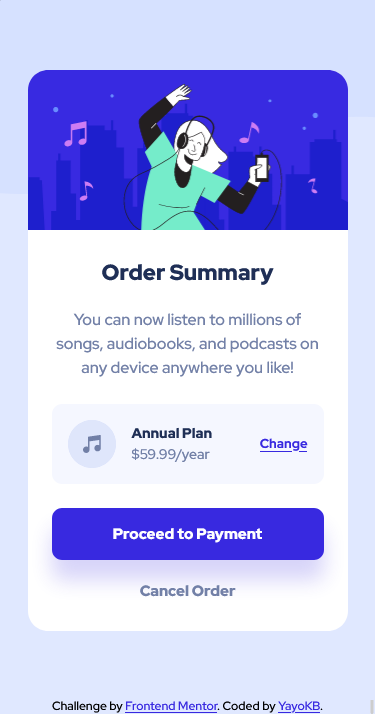 Order Summary
You can now listen to millions of
songs, audiobooks, and podcasts on
any device anywhere you like!
Annual Plan
$59.99/year
Change
Proceed to Payment
Cancel Order
Challenge by Frontend Mentor. Coded by YayoKB.